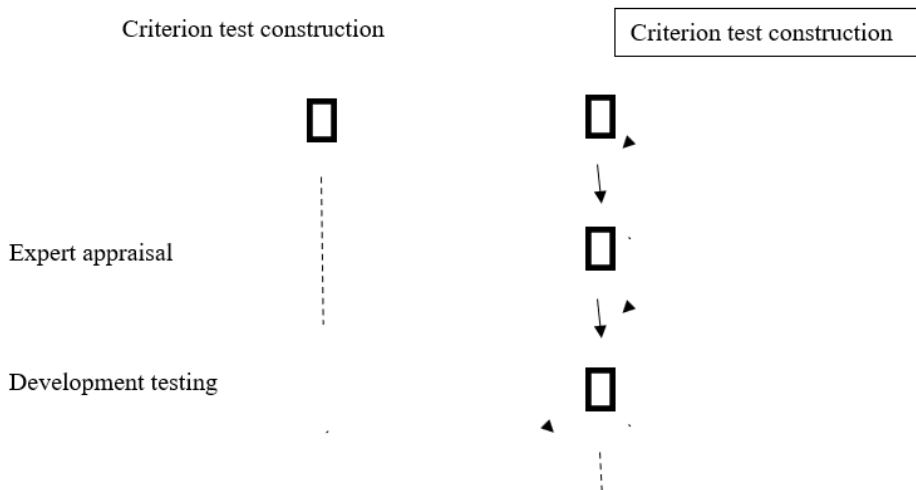 Criterion test construction
Criterion test construction
Expert appraisal
Development testing